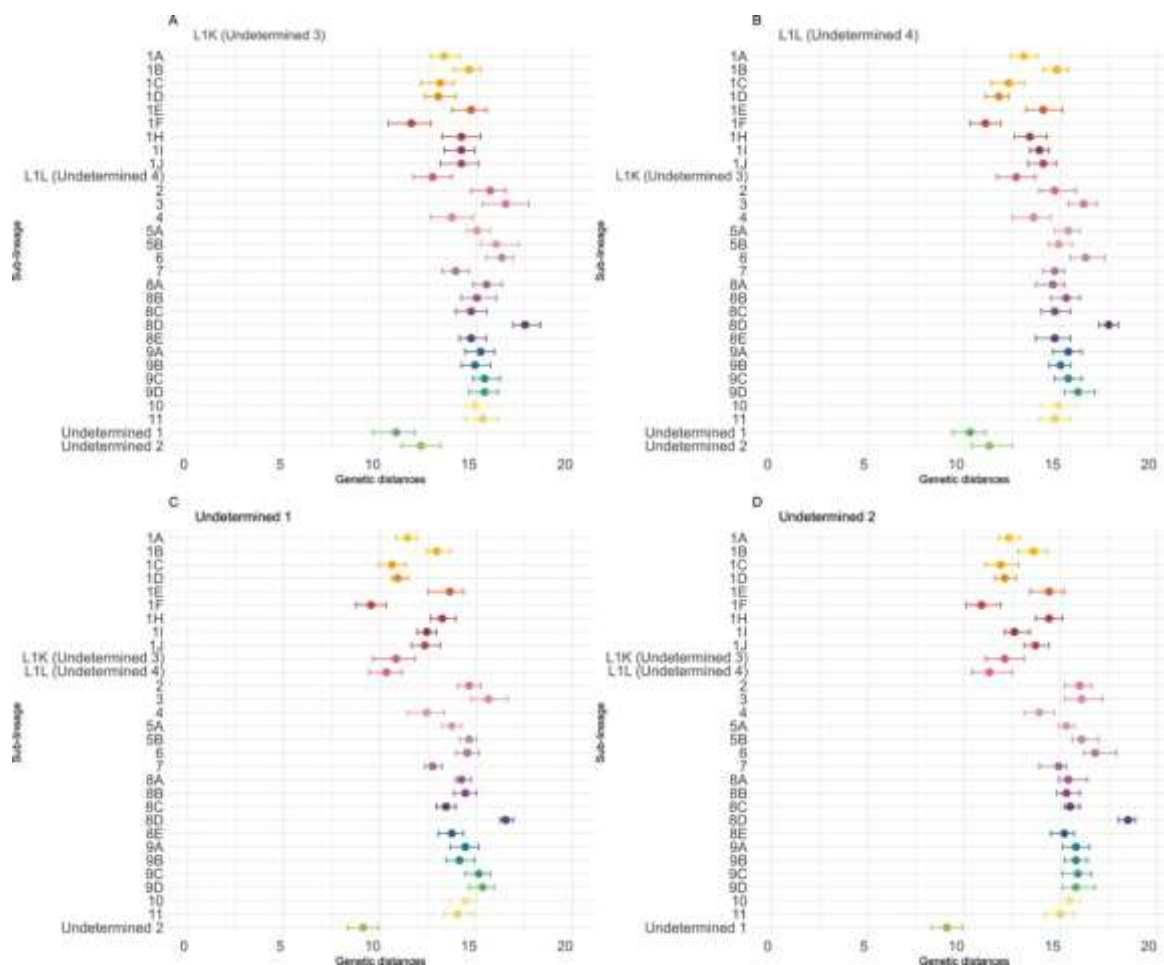 A
L1K (Undetermined 3)
1A
1B
1C
1D
1E
1F
1H
1I
1J
L1L (Undetermined 4)
2
3
4
5A
5B
6
7
8A
8B
8C
8D
8E
9A
9B
9C
9D
10
11
Undetermined 1
Undetermined 2
Sub-lineage
0 5 10 15 20
Genetic distances
B
L1L (Undetermined 4)
1A
1B
1C
1D
1E
1F
1H
1I
1J
L1K (Undetermined 3)
2
3
4
5A
5B
6
7
8A
8B
8C
8D
8E
9A
9B
9C
9D
10
11
Undetermined 1
Undetermined 2
Sub-lineage
0 5 10 15 20
Genetic distances
C
Undetermined 1
1A
1B
1C
1D
1E
1F
1H
1I
1J
L1K (Undetermined 3)
L1L (Undetermined 4)
2
3
4
5A
5B
6
7
8A
8B
8C
8D
8E
9A
9B
9C
9D
10
11
Undetermined 2
Sub-lineage
0 5 10 15 20
Genetic distances
D
Undetermined 2
1A
1B
1C
1D
1E
1F
1H
1I
1J
L1K (Undetermined 3)
L1L (Undetermined 4)
2
3
4
5A
5B
6
7
8A
8B
8C
8D
8E
9A
9B
9C
9D
10
11
Undetermined 1
Sub-lineage
0 5 10 15 20
Genetic distances